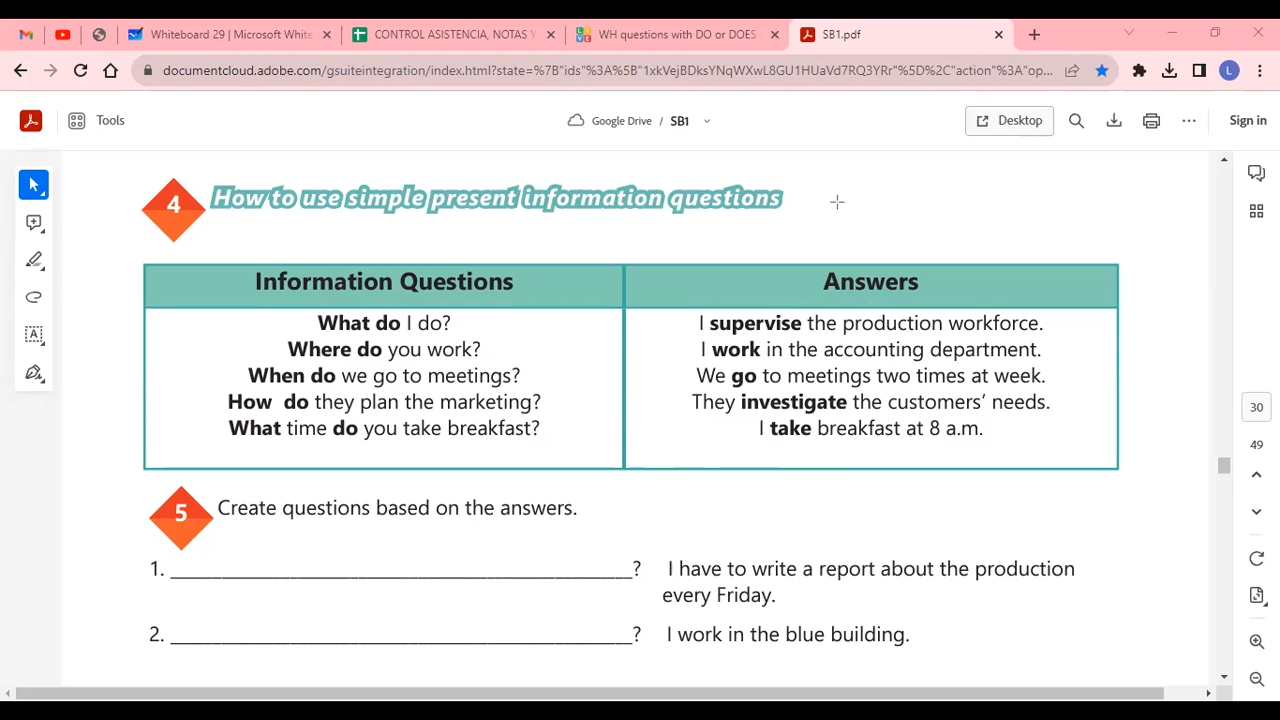 Whiteboard 29 | Microsoft White
CONTROL ASISTENCIA, NOTAS Y
WH questions with DO or DOES
SB1.pdf
documentcloud.adobe.com/gsuiteintegration/index.html?state=%7B"ids"%3A%5B"1xkVejBDksYNqWXwL8GU1HUaVd7RQ3YRr"%5D%2C"action"%3A"op...
L
Tools
Google Drive / SB1
Desktop
Sign in
4
How to use simple present information questions
Information Questions
Answers
What do I do?
I supervise the production workforce.
Where do you work?
I work in the accounting department.
When do we go to meetings?
We go to meetings two times at week.
How do they plan the marketing?
They investigate the customers' needs.
What time do you take breakfast?
I take breakfast at 8 a.m.
5
Create questions based on the answers.
1. ________________________________________? I have to write a report about the production
every Friday.
2. ________________________________________? I work in the blue building.
30
49